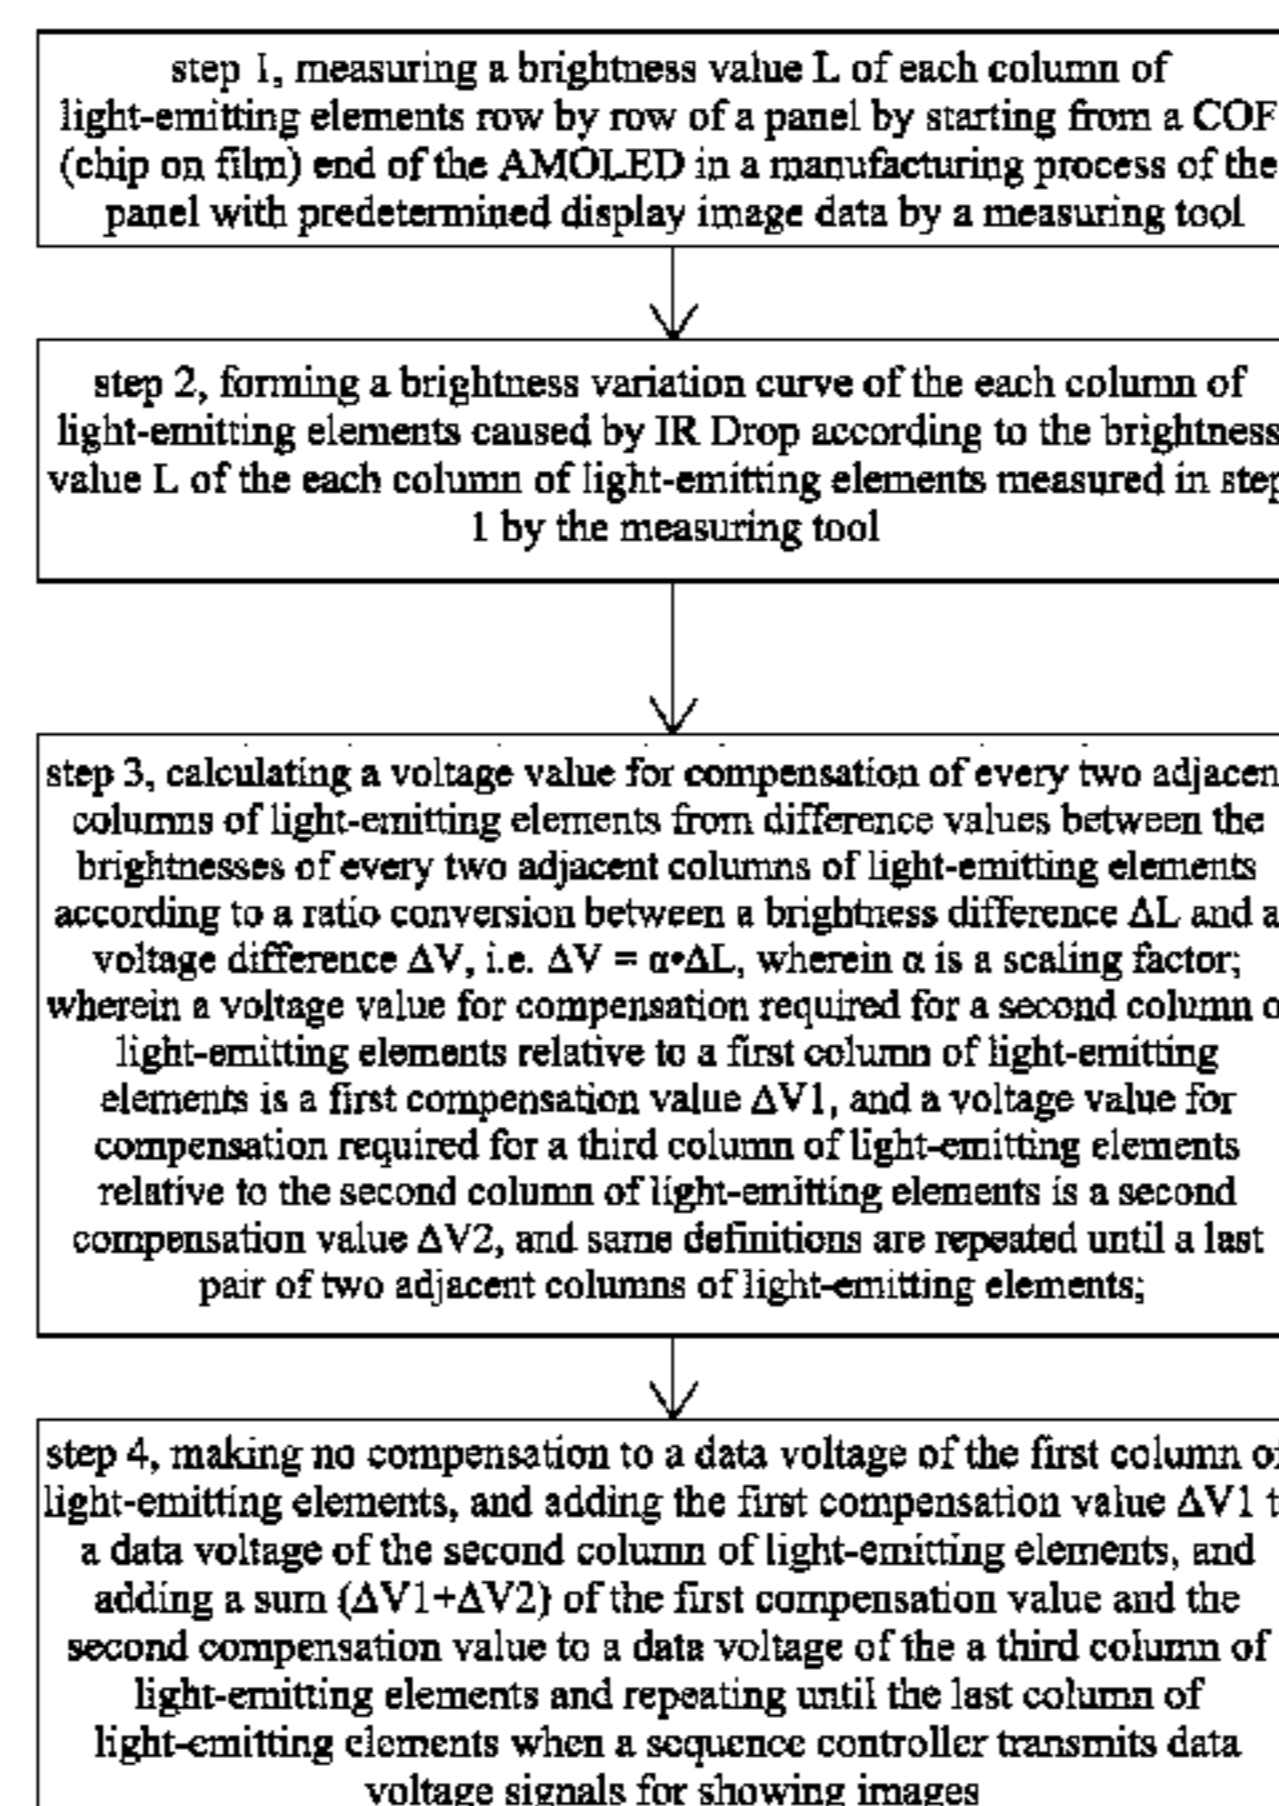 step 1, measuring a brightness value L of each column of
light-emitting elements row by row of a panel by starting from a COF
(chip on film) end of the AMOLED in a manufacturing process of the
panel with predetermined display image data by a measuring tool
step 2, forming a brightness variation curve of the each column of
light-emitting elements caused by IR Drop according to the brightness
value L of the each column of light-emitting elements measured in step
1 by the measuring tool
step 3, calculating a voltage value for compensation of every two adjacen
columns of light-emitting elements from difference values between the
brightnesses of every two adjacent columns of light-emitting elements
according to a ratio conversion between a brightness difference ΔL and a
voltage difference ΔV, i.e. ΔV = α•ΔL, wherein α is a scaling factor;
wherein a voltage value for compensation required for a second column o
light-emitting elements relative to a first column of light-emitting
elements is a first compensation value ΔV1, and a voltage value for
compensation required for a third column of light-emitting elements
relative to the second column of light-emitting elements is a second
compensation value ΔV2, and same definitions are repeated until a last
pair of two adjacent columns of light-emitting elements;
step 4, making no compensation to a data voltage of the first column of
light-emitting elements, and adding the first compensation value ΔV1 t
a data voltage of the second column of light-emitting elements, and
adding a sum (ΔV1+ΔV2) of the first compensation value and the
second compensation value to a data voltage of the a third column of
light-emitting elements and repeating until the last column of
light-emitting elements when a sequence controller transmits data
voltage signals for showing images